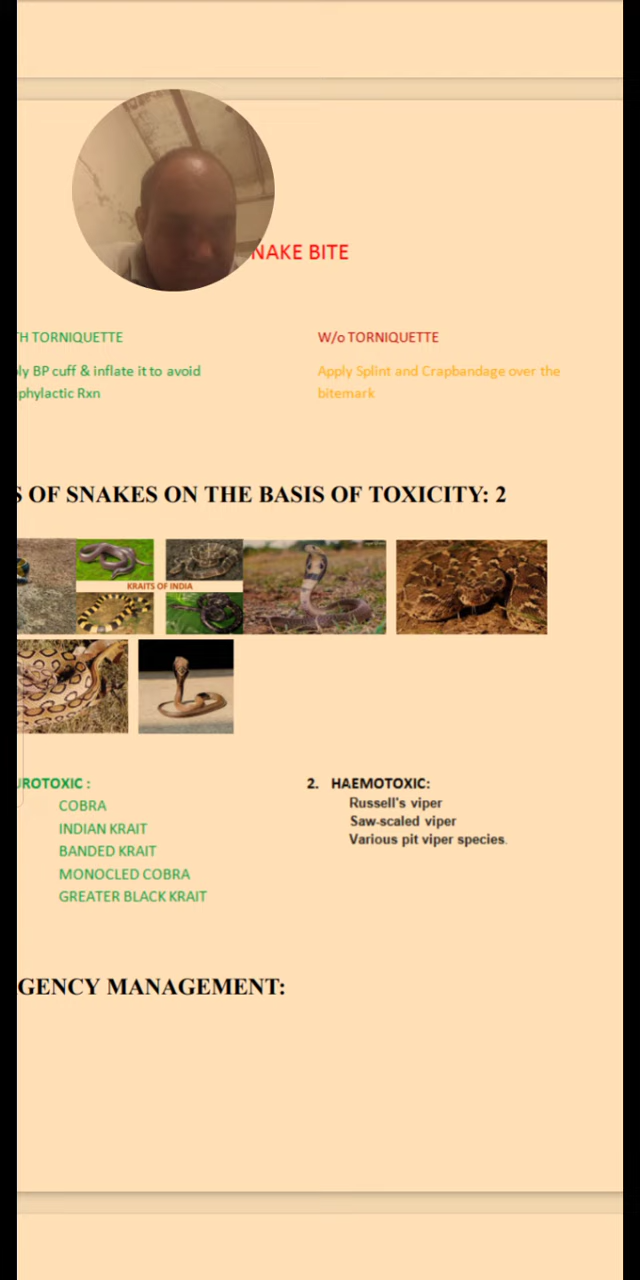 NAKE BITE
TH TORNIQUETTE
W/o TORNIQUETTE
ly BP cuff & inflate it to avoid
phylactic Rxn
Apply Splint and Crapbandage over the
bitemark
S OF SNAKES ON THE BASIS OF TOXICITY: 2
KRAITS OF INDIA
UROTOXIC :
COBRA
INDIAN KRAIT
BANDED KRAIT
MONOCLED COBRA
GREATER BLACK KRAIT
2. HAEMOTOXIC:
Russell's viper
Saw-scaled viper
Various pit viper species.
GENCY MANAGEMENT: